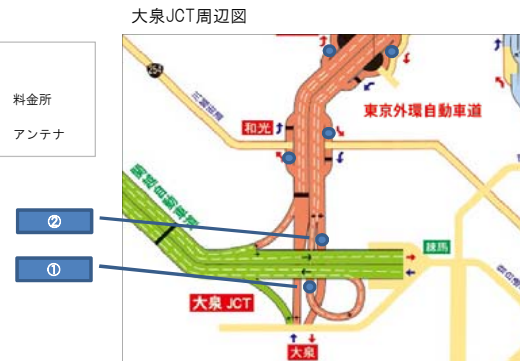 大泉JCT周辺図
料金所
アンテナ
254
東京外環自動車道
和光
関越自動車道
②
①
練馬
大泉 JCT
大泉